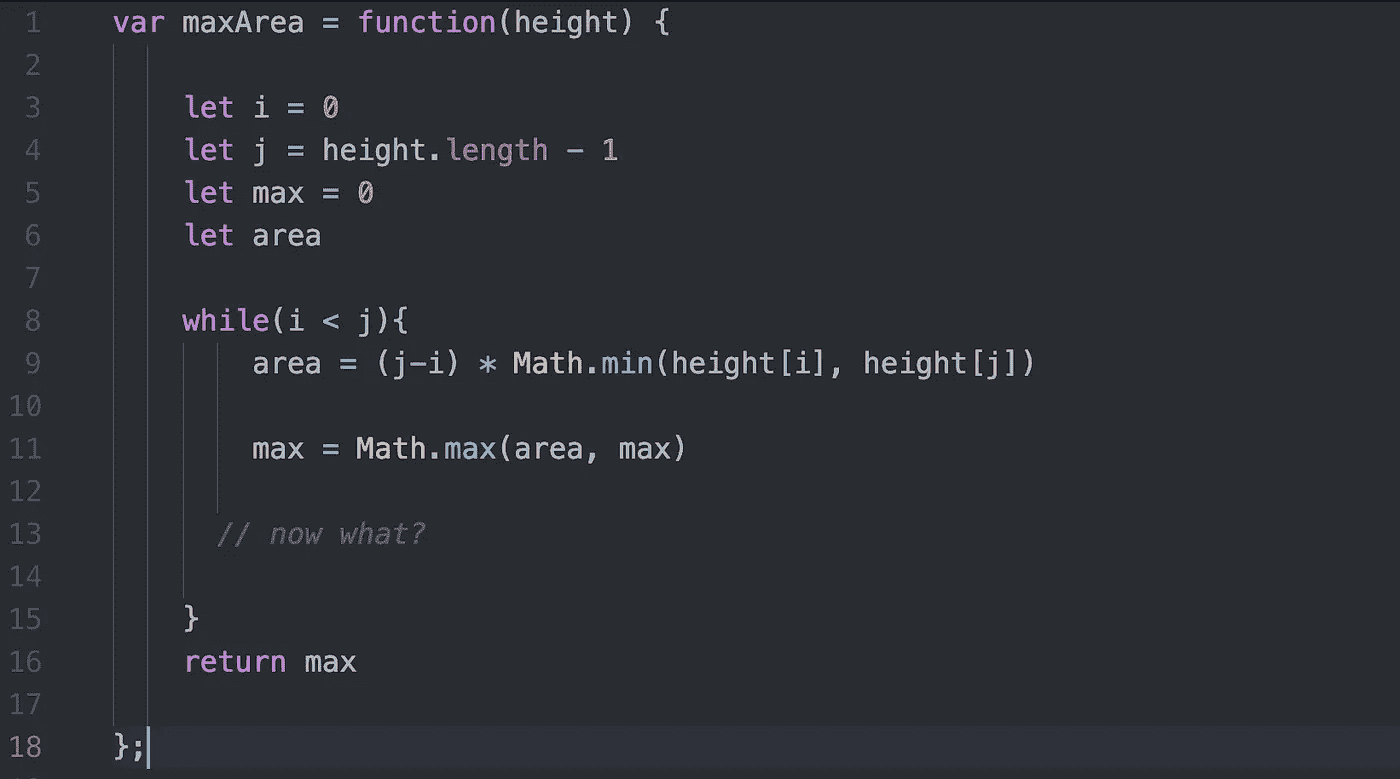 1 var maxArea = function(height) {
2
3 let i = 0
4 let j = height.length - 1
5 let max = 0
6 let area
7
8 while(i < j){
9 area = (j-i) * Math.min(height[i], height[j])
10
11 max = Math.max(area, max)
12
13 // now what?
14
15 }
16 return max
17
18 };